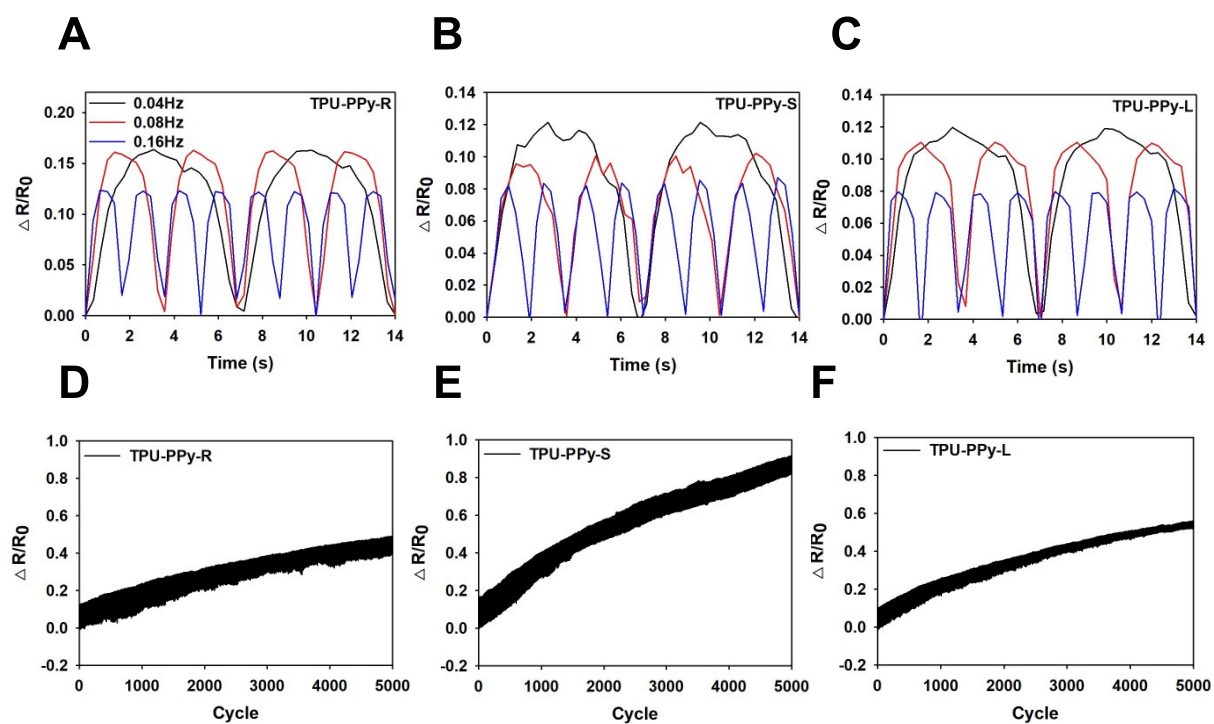 A
B
C
0.04Hz
0.08Hz
0.16Hz
TPU-PPy-R
0.20
0.15
0.10
0.05
0.00
△ R/R0
0 2 4 6 8 10 12 14
Time (s)
TPU-PPy-S
0.14
0.12
0.10
0.08
0.06
0.04
0.02
0.00
△ R/R0
0 2 4 6 8 10 12 14
Time (s)
TPU-PPy-L
0.14
0.12
0.10
0.08
0.06
0.04
0.02
0.00
△ R/R0
0 2 4 6 8 10 12 14
Time (s)
D
E
F
TPU-PPy-R
1.0
0.8
0.6
0.4
0.2
0.0
-0.2
△ R/R0
0 1000 2000 3000 4000 5000
Cycle
TPU-PPy-S
1.0
0.8
0.6
0.4
0.2
0.0
-0.2
△ R/R0
0 1000 2000 3000 4000 5000
Cycle
TPU-PPy-L
1.0
0.8
0.6
0.4
0.2
0.0
-0.2
△ R/R0
0 1000 2000 3000 4000 5000
Cycle